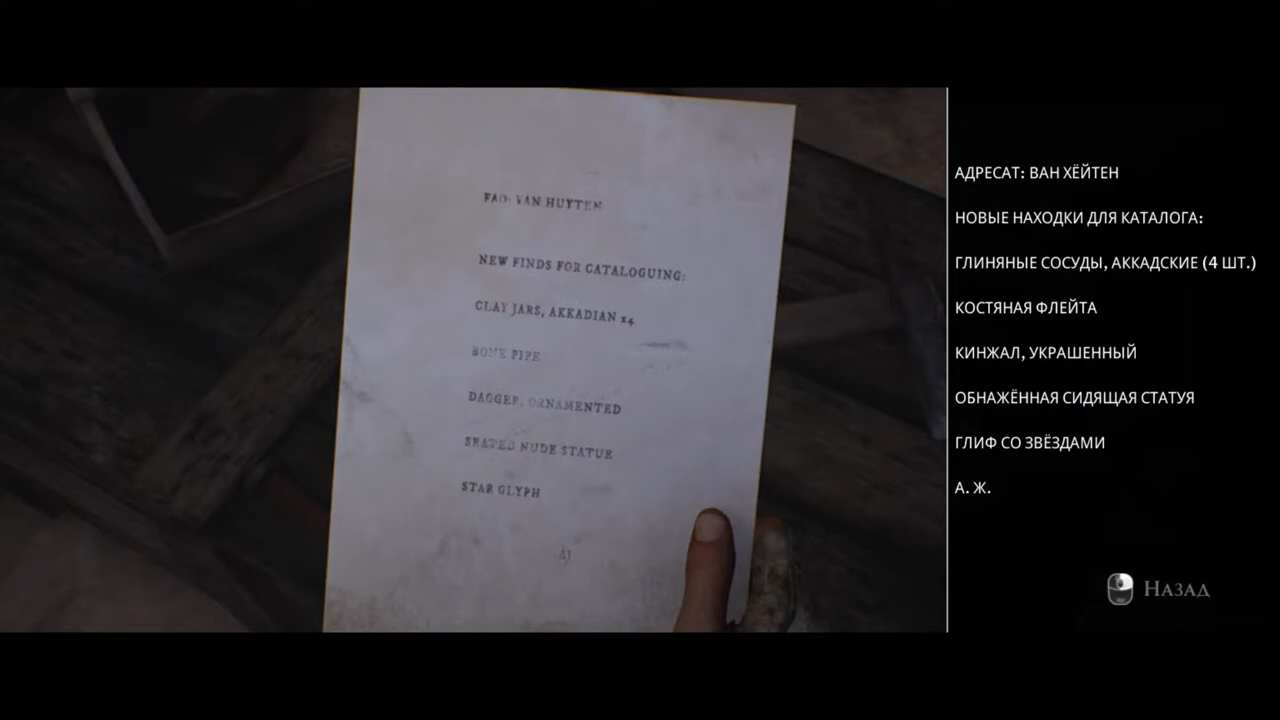 FAO: VAN HUYTEN
NEW FINDS FOR CATALOGUING:
CLAY JARS, AKKADIAN x4
BONE PIPE
DAGGER, ORNAMENTED
SEATED NUDE STATUE
STAR GLYPH
AJ
АДРЕСАТ: ВАН ХЁЙТЕН
НОВЫЕ НАХОДКИ ДЛЯ КАТАЛОГА:
ГЛИНЯНЫЕ СОСУДЫ, АККАДСКИЕ (4 ШТ.)
КОСТЯНАЯ ФЛЕЙТА
КИНЖАЛ, УКРАШЕННЫЙ
ОБНАЖЁННАЯ СИДЯЩАЯ СТАТУЯ
ГЛИФ СО ЗВЁЗДАМИ
А. Ж.
НАЗАД